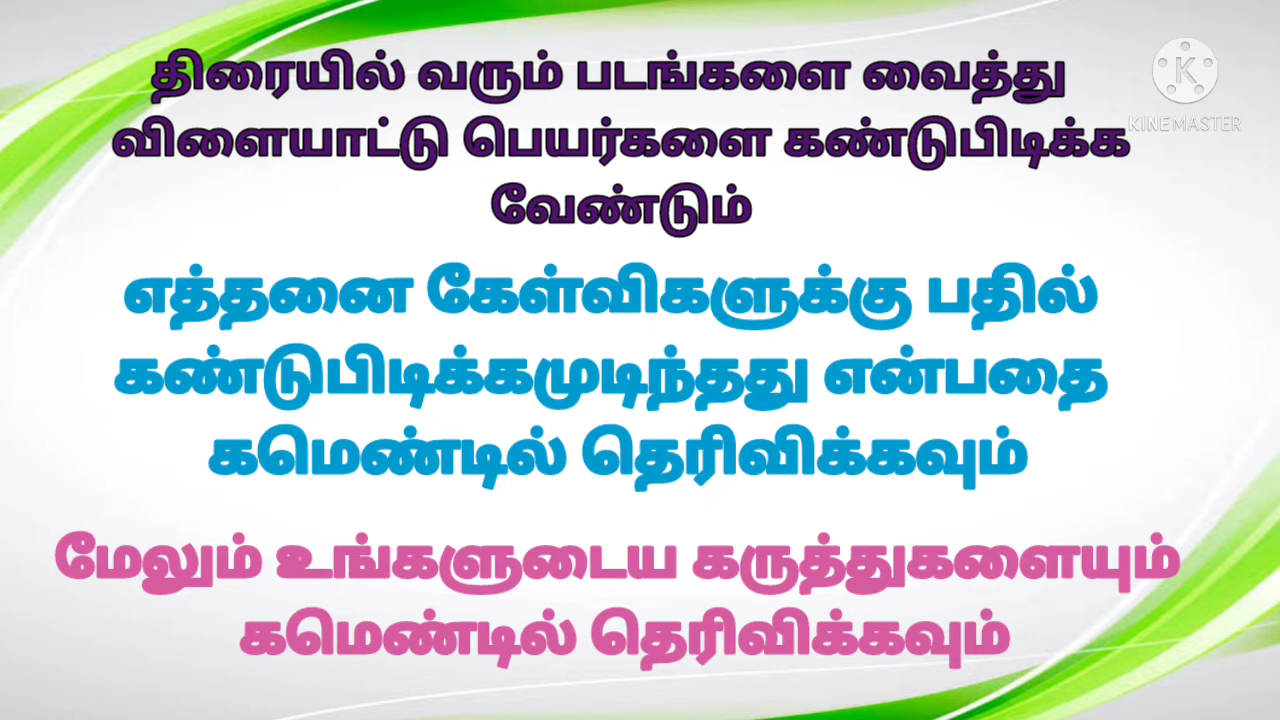 திரையில் வரும் படங்களை வைத்து
விளையாட்டு பெயர்களை கண்டுபிடிக்க
வேண்டும்
எத்தனை கேள்விகளுக்கு பதில்
கண்டுபிடிக்கமுடிந்தது என்பதை
கமெண்டில் தெரிவிக்கவும்
மேலும் உங்களுடைய கருத்துகளையும்
கமெண்டில் தெரிவிக்கவும்
K
KINEMASTER